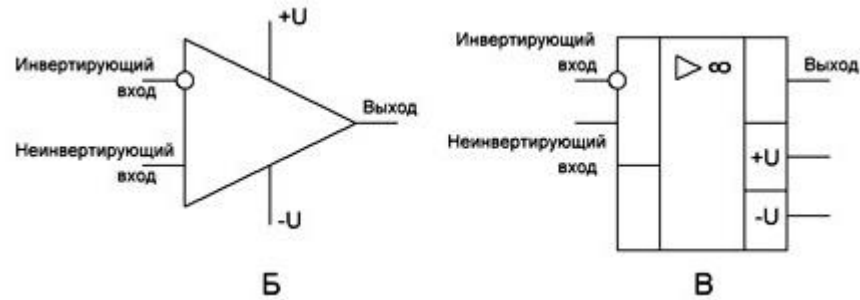 +U
Инвертирующий
вход
Выход
Неинвертирующий
вход
-U
Б
Инвертирующий
вход
▷ ∞
Выход
Неинвертирующий
вход
+U
-U
В